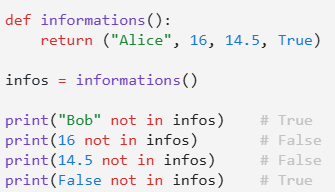 def informations():
    return ("Alice", 16, 14.5, True)

infos = informations()

print("Bob" not in infos)    # True
print(16 not in infos)       # False
print(14.5 not in infos)     # False
print(False not in infos)    # True